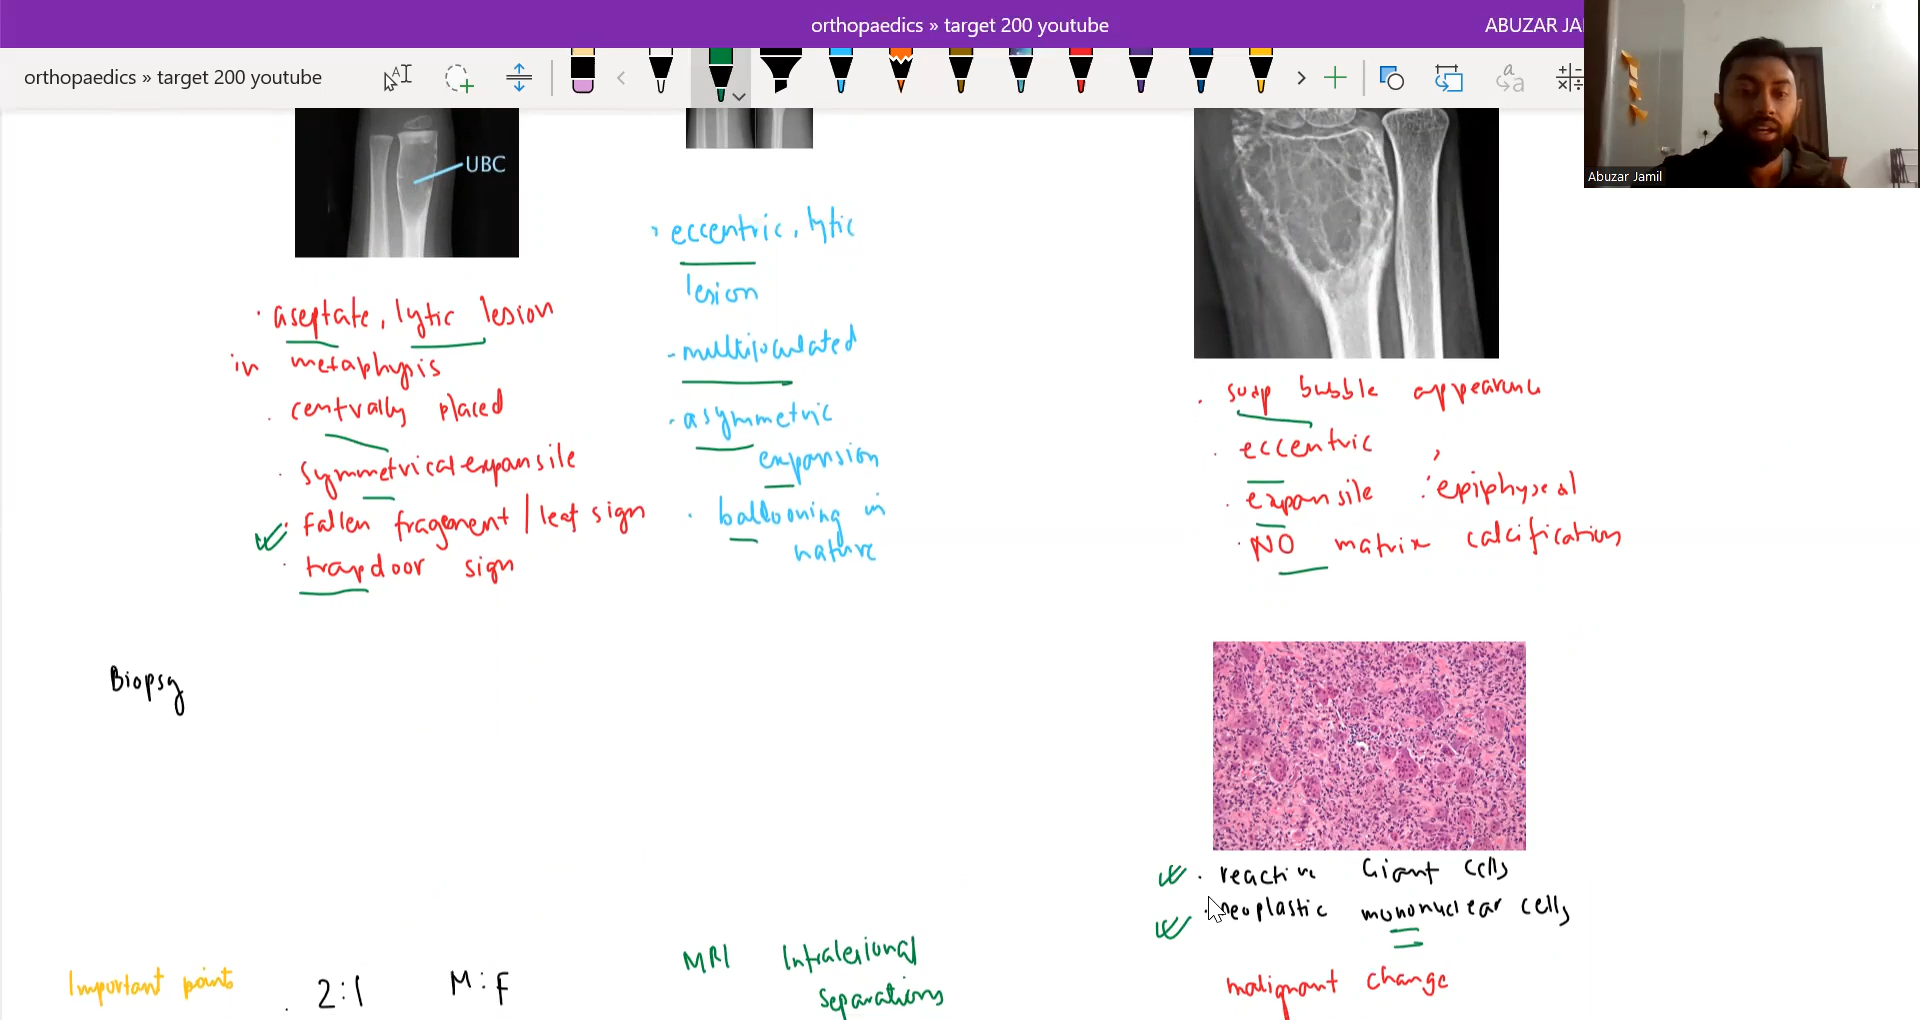 orthopaedics » target 200 youtube
ABUZAR JA
orthopaedics » target 200 youtube
Abuzar Jamil
UBC
· aseptate, lytic lesion
in metaphysis
· centrally placed
· symmetrical expansile
· fallen fragement / leaf sign
· trapdoor sign
· eccentric, lytic
lesion
- multiloculated
· asymmetric
expansion
· ballooning in
nature
· soap bubble appearence
· eccentric ,
· expansile : epiphyseal
· NO matrix calcification
Biopsy
· reactive Giant cells
· neoplastic mononuclear cells
malignant change
Important points
· 2:1 M:F
MRI Intralesional
separations